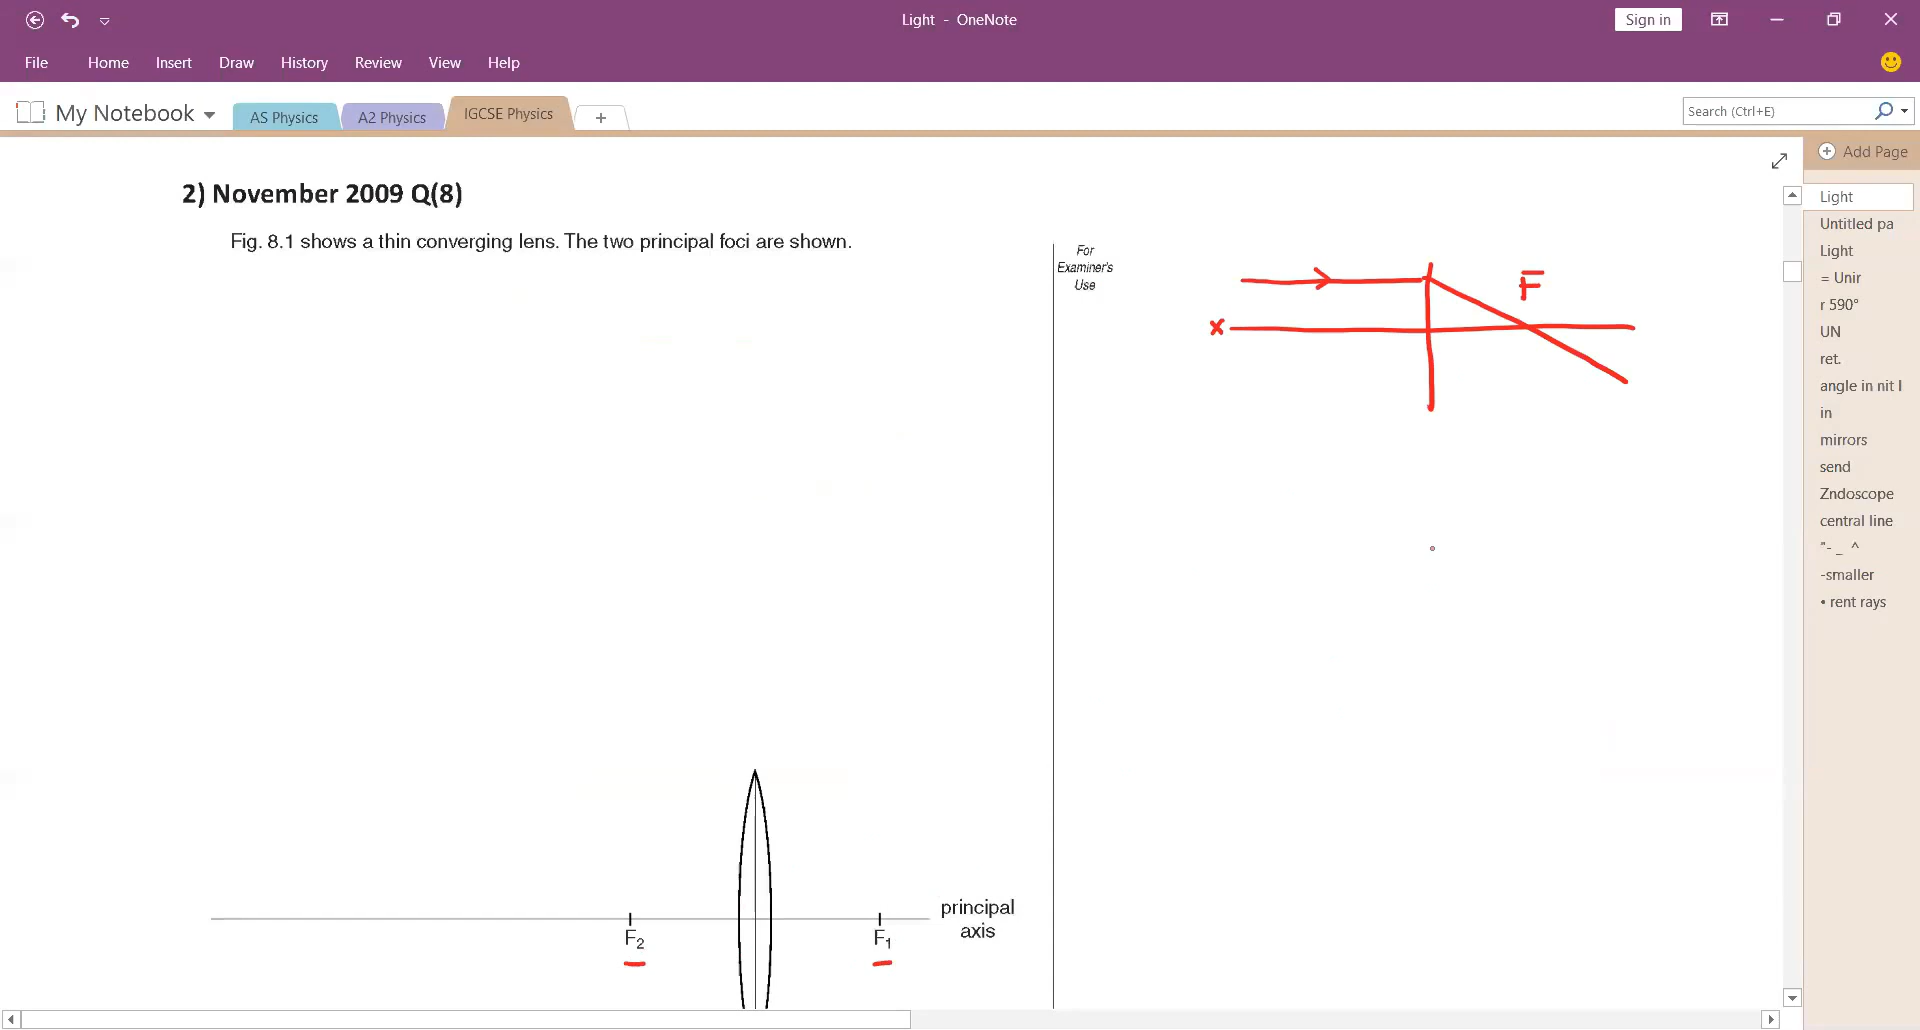 Light - OneNote
Sign in
File Home Insert Draw History Review View Help
My Notebook
AS Physics
A2 Physics
IGCSE Physics
+
Search (Ctrl+E)
Add Page
Light
Untitled pa
Light
= Unir
r 590°
UN
ret.
angle in nit l
in
mirrors
send
Zndoscope
central line
"- _ ^
-smaller
• rent rays
2) November 2009 Q(8)
Fig. 8.1 shows a thin converging lens. The two principal foci are shown.
For
Examiner's
Use
F
x
principal
axis
F₂
F₁